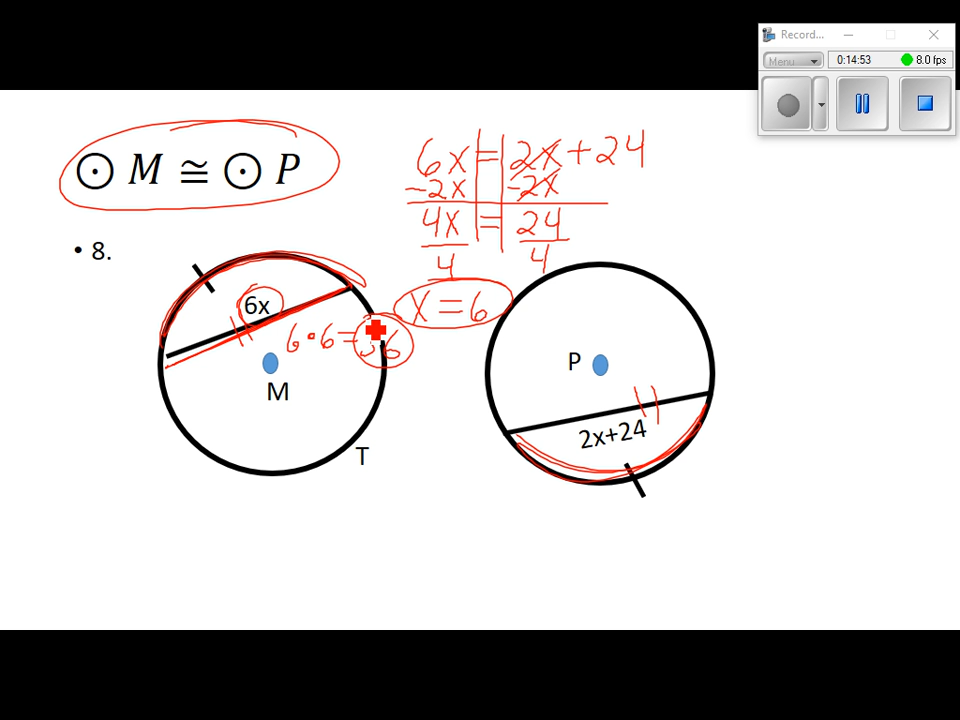 Record...
Menu
0:14:53
8.0 fps
⊙ M ≅ ⊙ P
6x = 2x + 24
-2x -2x
4x = 24
4 4
x = 6
• 8.
6x
6 · 6 = 36
M
T
P
2x+24